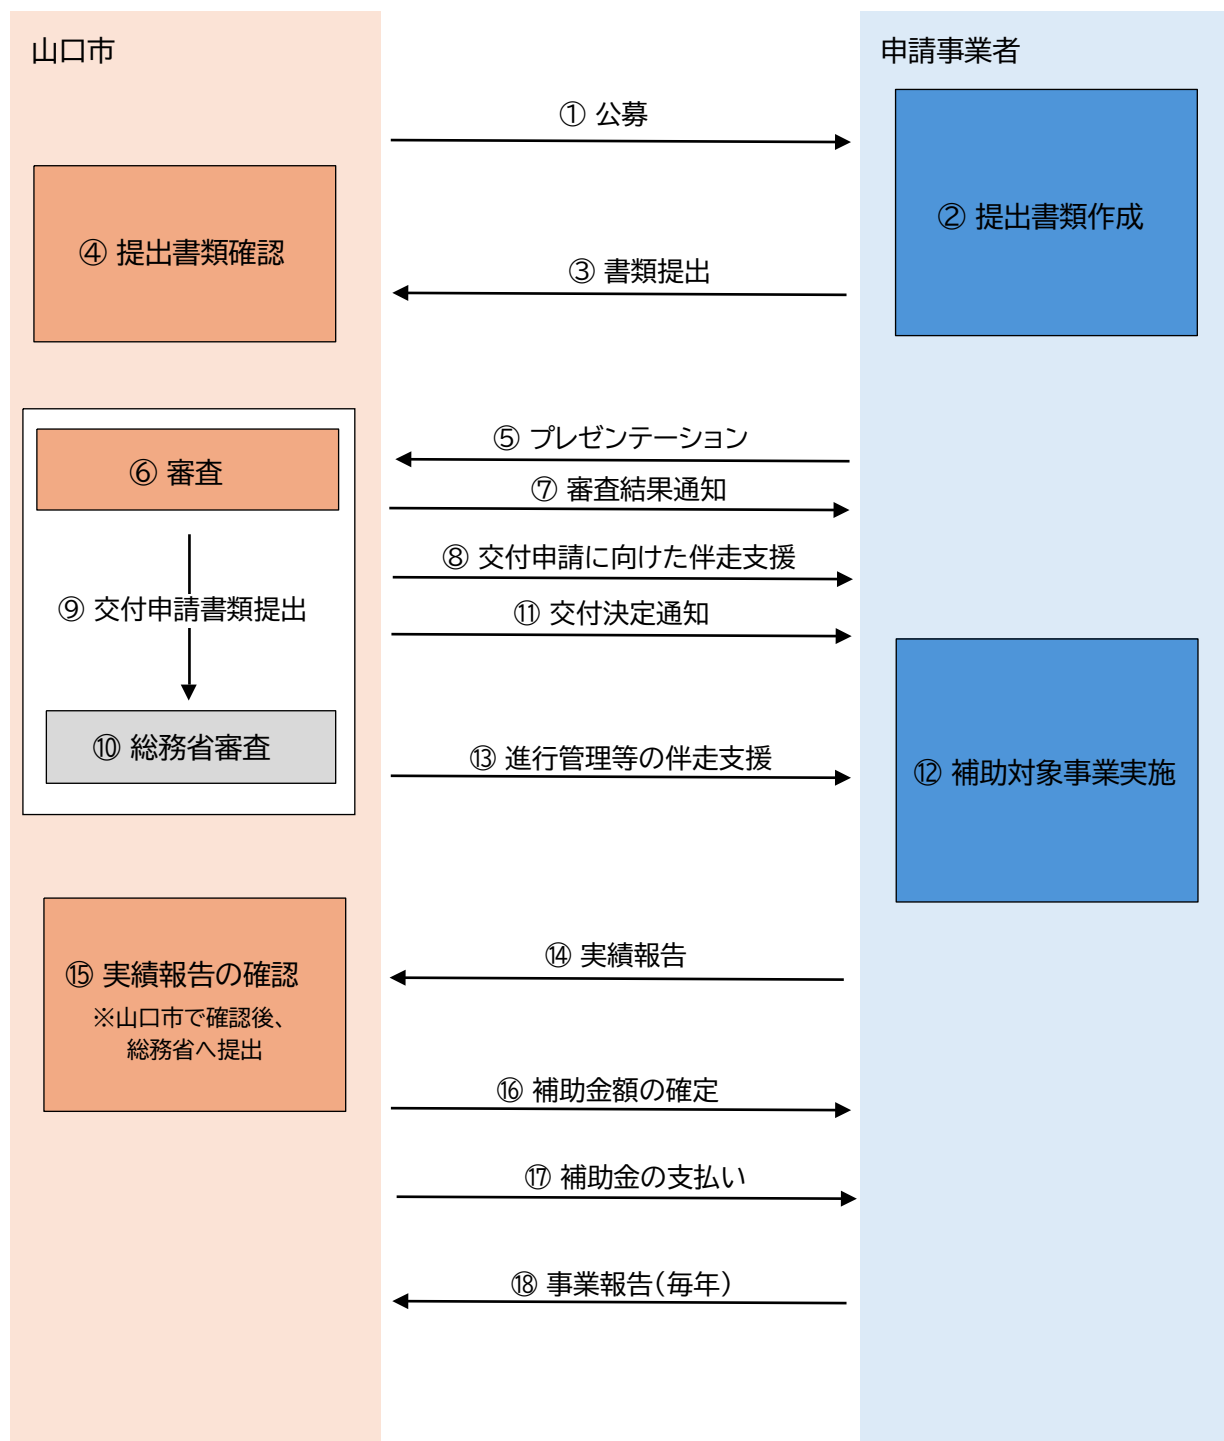 山口市
申請事業者
① 公募
② 提出書類作成
③ 書類提出
④ 提出書類確認
⑤ プレゼンテーション
⑥ 審査
⑦ 審査結果通知
⑧ 交付申請に向けた伴走支援
⑨ 交付申請書類提出
⑩ 総務省審査
⑪ 交付決定通知
⑫ 補助対象事業実施
⑬ 進行管理等の伴走支援
⑭ 実績報告
⑮ 実績報告の確認
※山口市で確認後、
総務省へ提出
⑯ 補助金額の確定
⑰ 補助金の支払い
⑱ 事業報告(毎年)